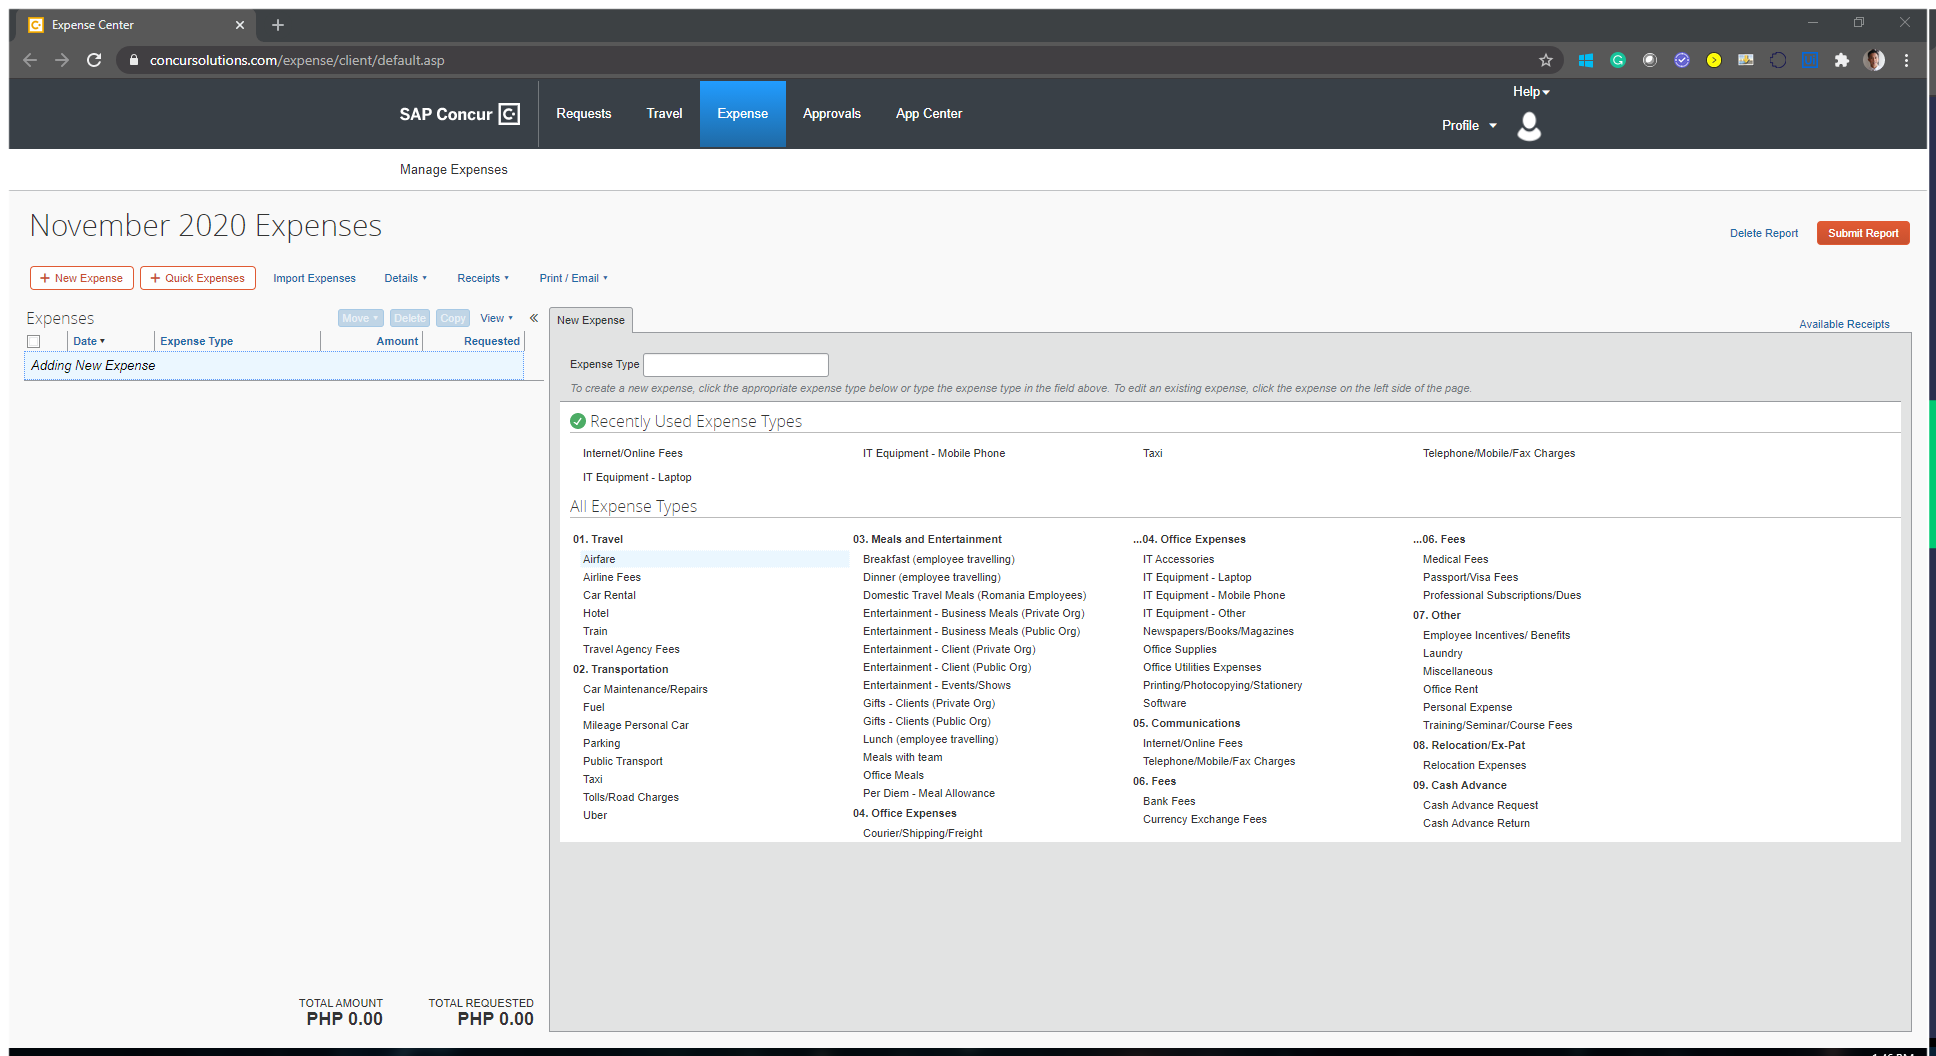 Expense Center
concursolutions.com/expense/client/default.asp
SAP Concur
Requests
Travel
Expense
Approvals
App Center
Help
Profile
Manage Expenses
November 2020 Expenses
Delete Report
Submit Report
+ New Expense
+ Quick Expenses
Import Expenses
Details
Receipts
Print / Email
Expenses
Move
Delete
Copy
View
Date
Expense Type
Amount
Requested
Adding New Expense
TOTAL AMOUNT
PHP 0.00
TOTAL REQUESTED
PHP 0.00
New Expense
Available Receipts
Expense Type
To create a new expense, click the appropriate expense type below or type the expense type in the field above. To edit an existing expense, click the expense on the left side of the page.
Recently Used Expense Types
Internet/Online Fees
IT Equipment - Mobile Phone
Taxi
Telephone/Mobile/Fax Charges
IT Equipment - Laptop
All Expense Types
01. Travel
Airfare
Airline Fees
Car Rental
Hotel
Train
Travel Agency Fees
02. Transportation
Car Maintenance/Repairs
Fuel
Mileage Personal Car
Parking
Public Transport
Taxi
Tolls/Road Charges
Uber
03. Meals and Entertainment
Breakfast (employee travelling)
Dinner (employee travelling)
Domestic Travel Meals (Romania Employees)
Entertainment - Business Meals (Private Org)
Entertainment - Business Meals (Public Org)
Entertainment - Client (Private Org)
Entertainment - Client (Public Org)
Entertainment - Events/Shows
Gifts - Clients (Private Org)
Gifts - Clients (Public Org)
Lunch (employee travelling)
Meals with team
Office Meals
Per Diem - Meal Allowance
04. Office Expenses
Courier/Shipping/Freight
...04. Office Expenses
IT Accessories
IT Equipment - Laptop
IT Equipment - Mobile Phone
IT Equipment - Other
Newspapers/Books/Magazines
Office Supplies
Office Utilities Expenses
Printing/Photocopying/Stationery
Software
05. Communications
Internet/Online Fees
Telephone/Mobile/Fax Charges
06. Fees
Bank Fees
Currency Exchange Fees
...06. Fees
Medical Fees
Passport/Visa Fees
Professional Subscriptions/Dues
07. Other
Employee Incentives/ Benefits
Laundry
Miscellaneous
Office Rent
Personal Expense
Training/Seminar/Course Fees
08. Relocation/Ex-Pat
Relocation Expenses
09. Cash Advance
Cash Advance Request
Cash Advance Return